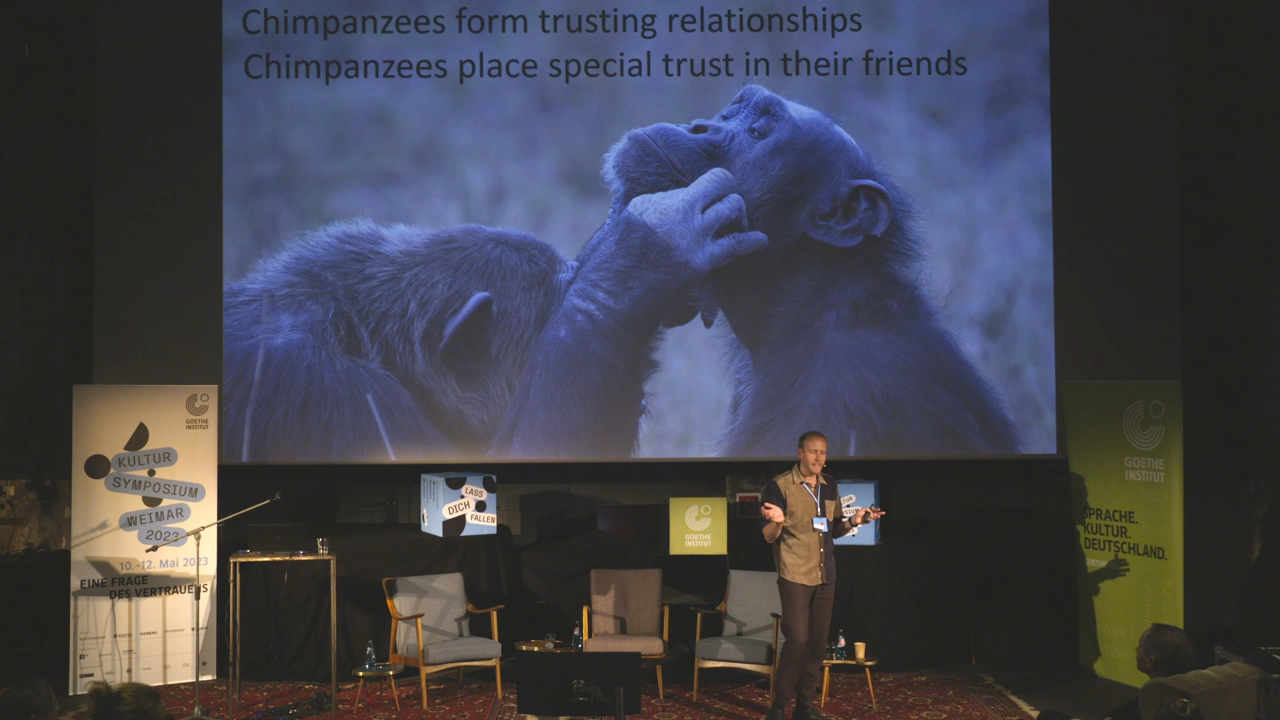 Chimpanzees form trusting relationships
Chimpanzees place special trust in their friends
GOETHE
INSTITUT
KULTUR
SYMPOSIUM
WEIMAR
2023
10.–12. Mai 2023
EINE FRAGE
DES VERTRAUENS
LASS
DICH
FALLEN
GOETHE
INSTITUT
GOETHE
INSTITUT
SPRACHE.
KULTUR.
DEUTSCHLAND.